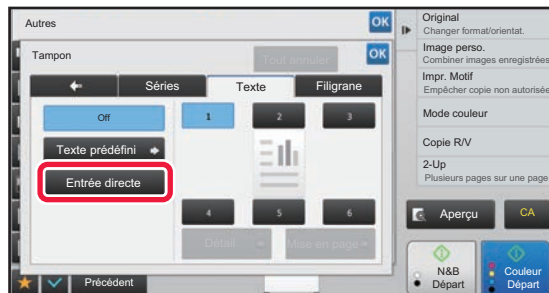 Autres
OK
Tampon
Tout annuler
OK
Séries
Texte
Filigrane
Off
Texte prédéfini
Entrée directe
1
2
3
4
5
6
Détail
Mise en page
Précédent
Original
Changer format/orientat.
Image perso.
Combiner images enregistrées
Impr. Motif
Empêcher copie non autorisée
Mode couleur
Copie R/V
2-Up
Plusieurs pages sur une page
Aperçu
CA
N&B
Départ
Couleur
Départ